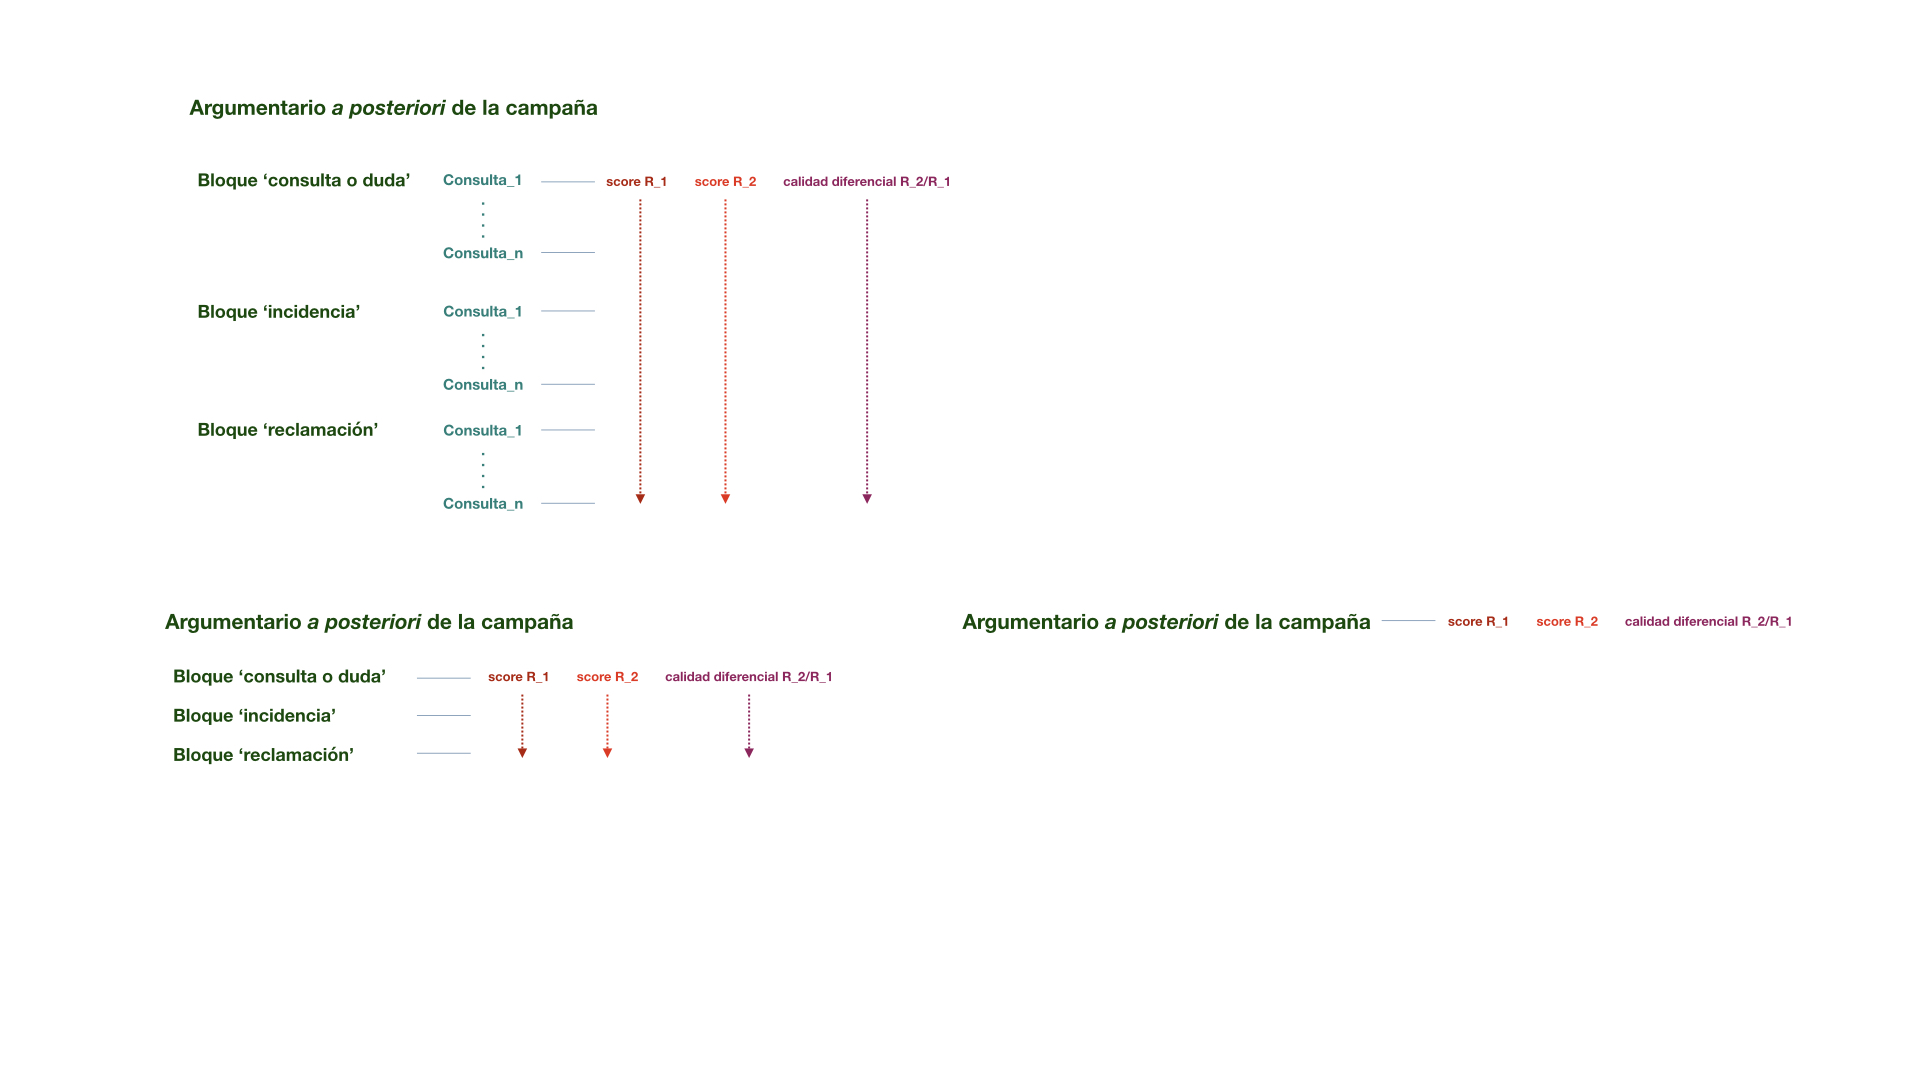 Argumentario a posteriori de la campaña
Bloque ‘consulta o duda’ Consulta_1 score R_1 score R_2 calidad diferencial R_2/R_1
Consulta_n
Bloque ‘incidencia’ Consulta_1
Consulta_n
Bloque ‘reclamación’ Consulta_1
Consulta_n
Argumentario a posteriori de la campaña
Bloque ‘consulta o duda’ score R_1 score R_2 calidad diferencial R_2/R_1
Bloque ‘incidencia’
Bloque ‘reclamación’
Argumentario a posteriori de la campaña score R_1 score R_2 calidad diferencial R_2/R_1